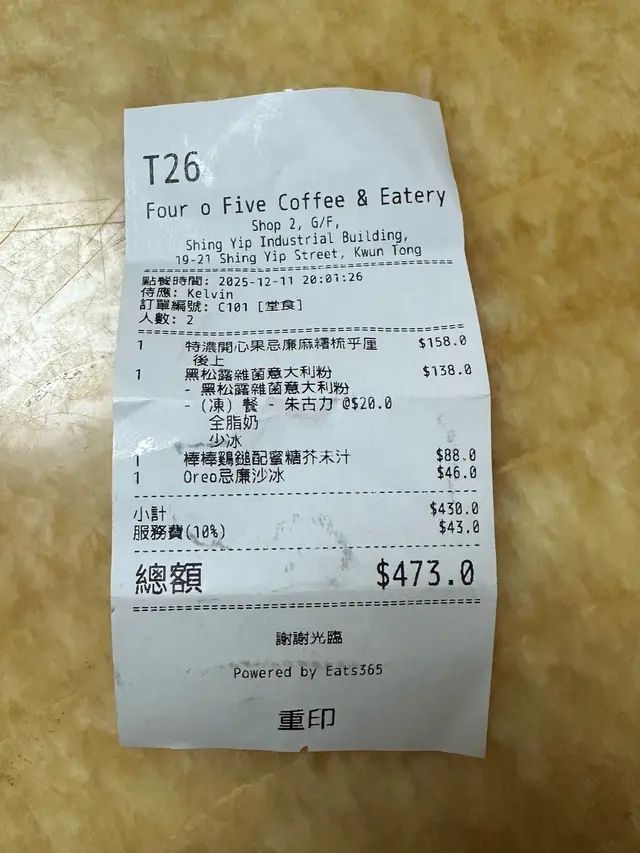 T26
Four o Five Coffee & Eatery
Shop 2, G/F,
Shing Yip Industrial Building,
19-21 Shing Yip Street, Kwun Tong
點餐時間: 2025-12-11 20:01:26
侍應: Kelvin
訂單編號: C101 [堂食]
人數: 2
1 特濃開心果忌廉麻糬梳乎厘 $158.0
後上
1 黑松露雜菌意大利粉 $138.0
- 黑松露雜菌意大利粉
- (凍) 餐 - 朱古力 @$20.0
全脂奶
少冰
1 棒棒鷄鎚配蜜糖芥末汁 $88.0
1 Oreo忌廉沙冰 $46.0
小計 $430.0
服務費(10%) $43.0
總額 $473.0
謝謝光臨
Powered by Eats365
重印